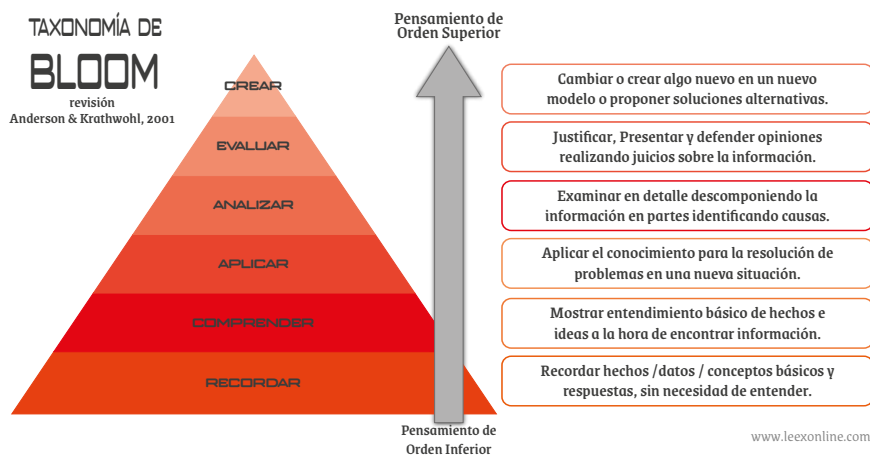 TAXONOMÍA DE
BLOOM
revisión
Anderson & Krathwohl, 2001
Pensamiento de
Orden Superior
CREAR
Cambiar o crear algo nuevo en un nuevo
modelo o proponer soluciones alternativas.
EVALUAR
Justificar, Presentar y defender opiniones
realizando juicios sobre la información.
ANALIZAR
Examinar en detalle descomponiendo la
información en partes identificando causas.
APLICAR
Aplicar el conocimiento para la resolución de
problemas en una nueva situación.
COMPRENDER
Mostrar entendimiento básico de hechos e
ideas a la hora de encontrar información.
RECORDAR
Recordar hechos /datos / conceptos básicos y
respuestas, sin necesidad de entender.
Pensamiento de
Orden Inferior
www.leexonline.com